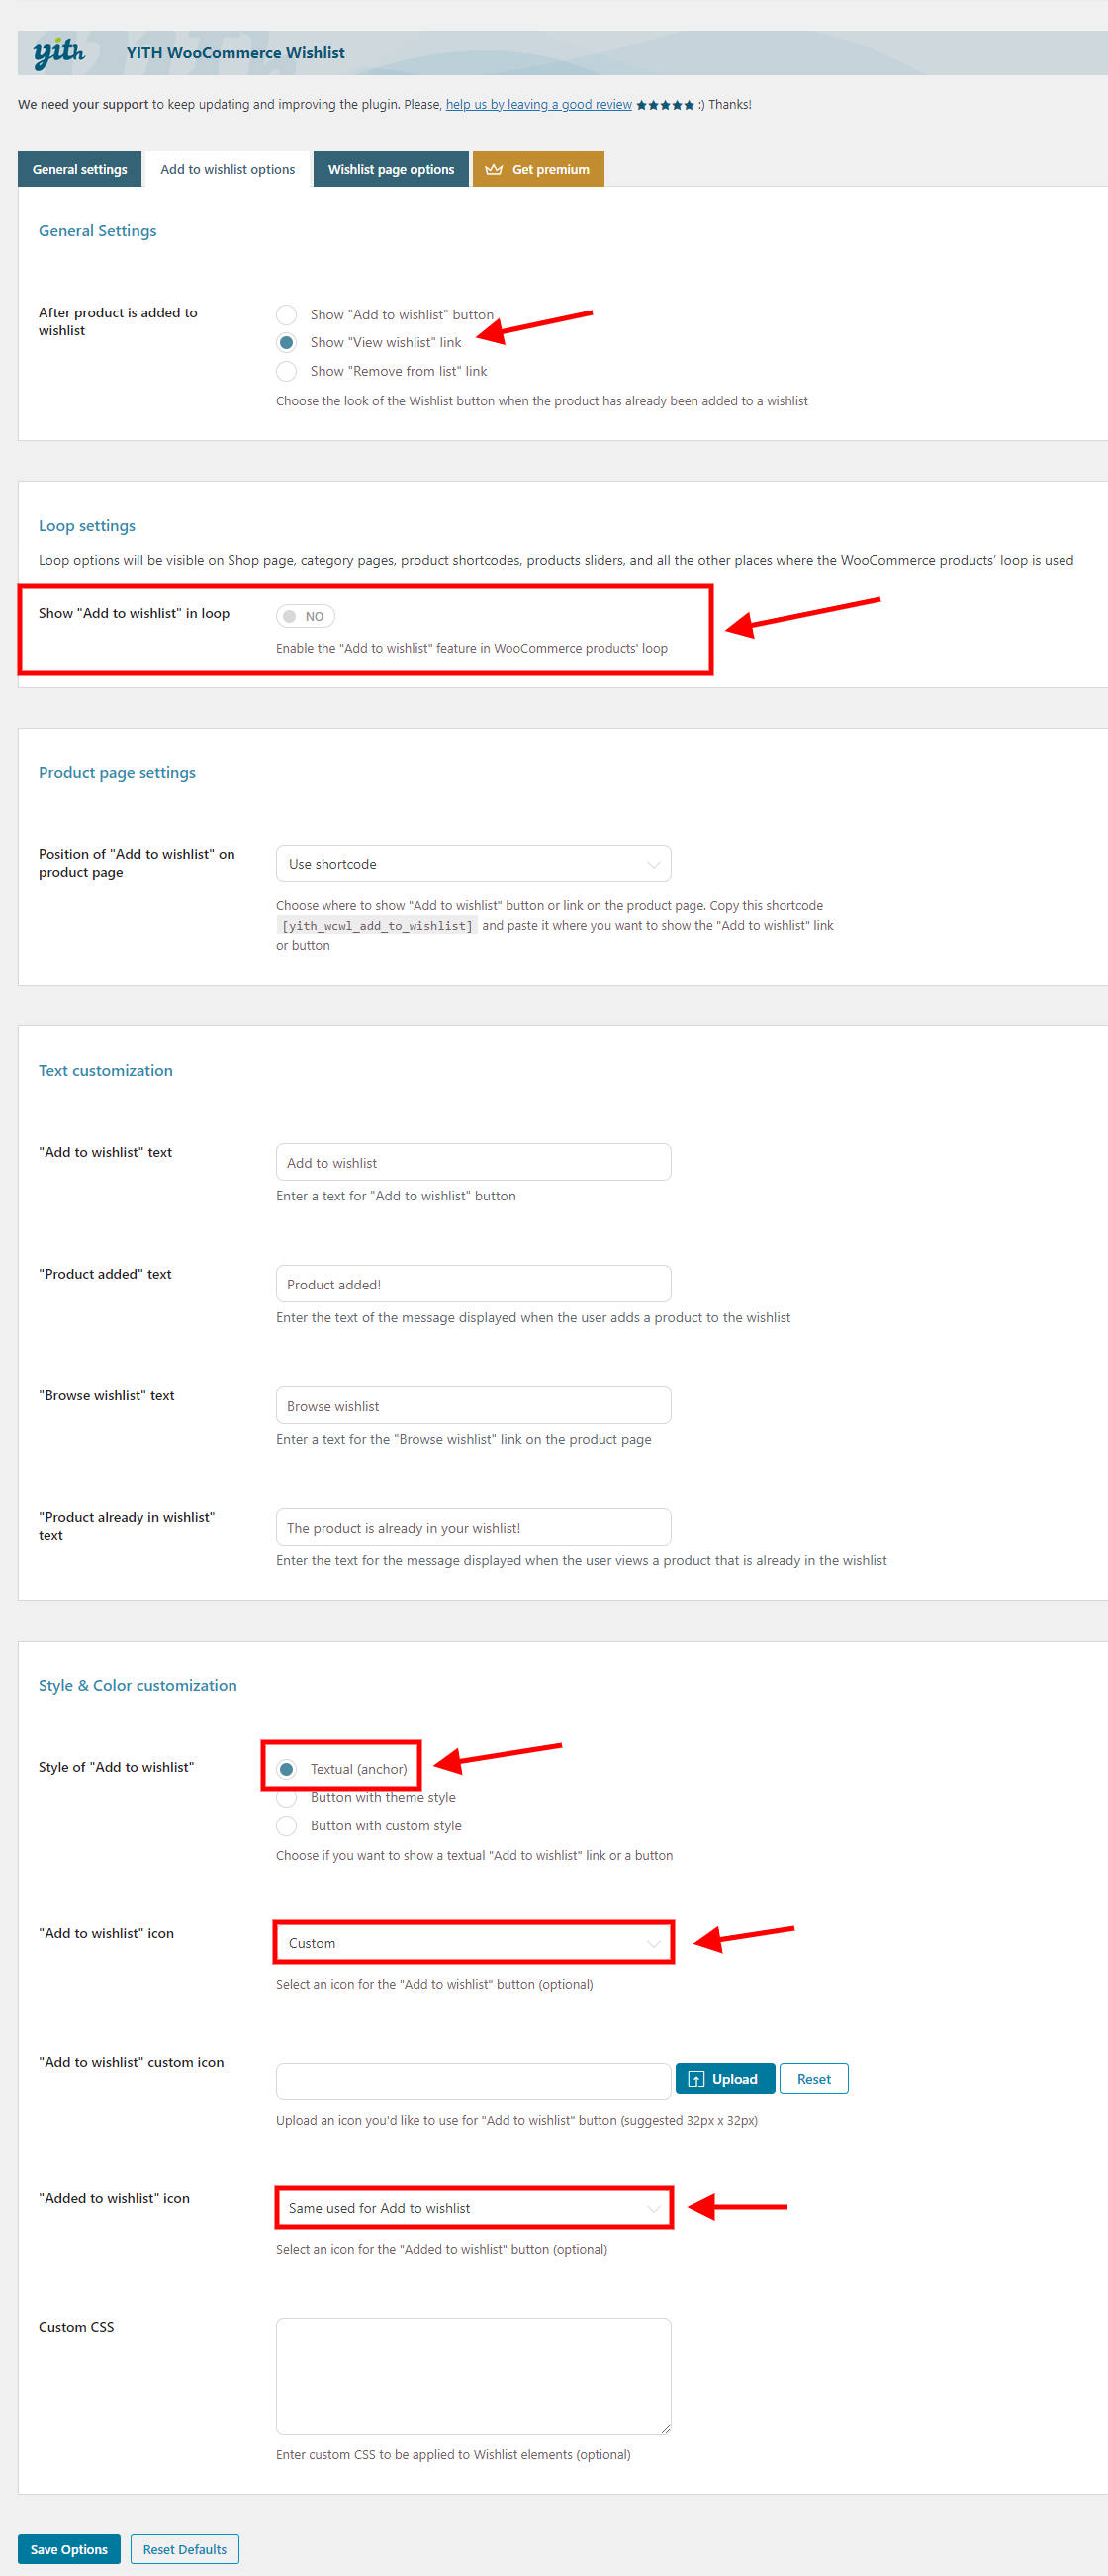 yith
YITH WooCommerce Wishlist
We need your support to keep updating and improving the plugin. Please, help us by leaving a good review ★★★★★ :) Thanks!
General settings
Add to wishlist options
Wishlist page options
Get premium
General Settings
After product is added to
wishlist
Show "Add to wishlist" button
Show "View wishlist" link
Show "Remove from list" link
Choose the look of the Wishlist button when the product has already been added to a wishlist
Loop settings
Loop options will be visible on Shop page, category pages, product shortcodes, products sliders, and all the other places where the WooCommerce products' loop is used
Show "Add to wishlist" in loop
NO
Enable the "Add to wishlist" feature in WooCommerce products' loop
Product page settings
Position of "Add to wishlist" on
product page
Use shortcode
Choose where to show "Add to wishlist" button or link on the product page. Copy this shortcode
[yith_wcwl_add_to_wishlist] and paste it where you want to show the "Add to wishlist" link
or button
Text customization
"Add to wishlist" text
Add to wishlist
Enter a text for "Add to wishlist" button
"Product added" text
Product added!
Enter the text of the message displayed when the user adds a product to the wishlist
"Browse wishlist" text
Browse wishlist
Enter a text for the "Browse wishlist" link on the product page
"Product already in wishlist"
text
The product is already in your wishlist!
Enter the text for the message displayed when the user views a product that is already in the wishlist
Style & Color customization
Style of "Add to wishlist"
Textual (anchor)
Button with theme style
Button with custom style
Choose if you want to show a textual "Add to wishlist" link or a button
"Add to wishlist" icon
Custom
Select an icon for the "Add to wishlist" button (optional)
"Add to wishlist" custom icon
Upload
Reset
Upload an icon you'd like to use for "Add to wishlist" button (suggested 32px x 32px)
"Added to wishlist" icon
Same used for Add to wishlist
Select an icon for the "Added to wishlist" button (optional)
Custom CSS
Enter custom CSS to be applied to Wishlist elements (optional)
Save Options
Reset Defaults